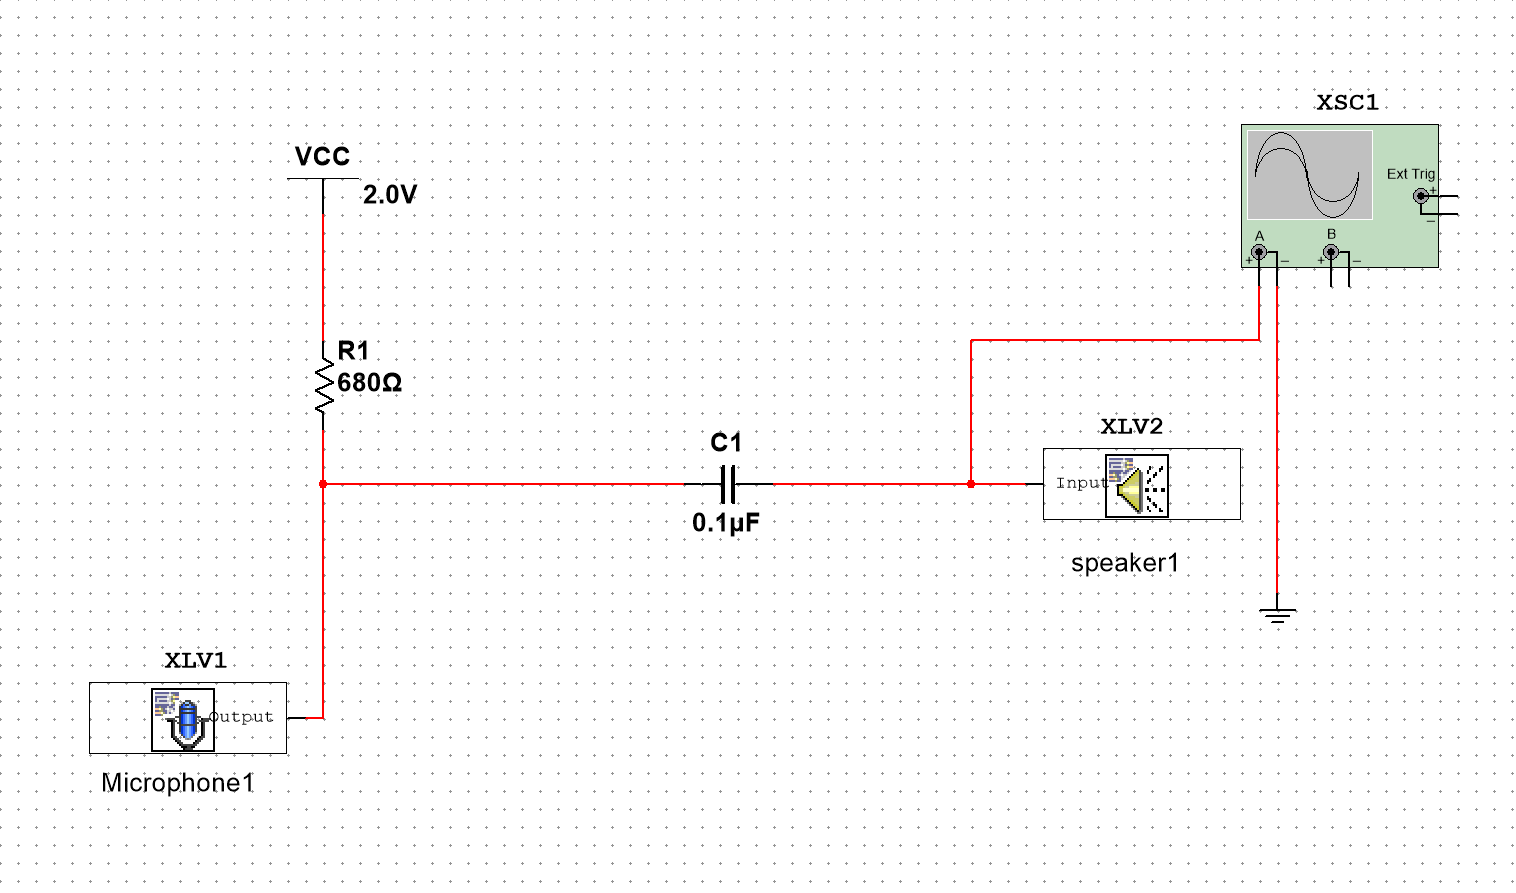 XSC1
Ext Trig
+
_
A
B
+ _ + _
VCC
2.0V
R1
680Ω
C1
0.1µF
XLV2
Input
speaker1
XLV1
Output
Microphone1